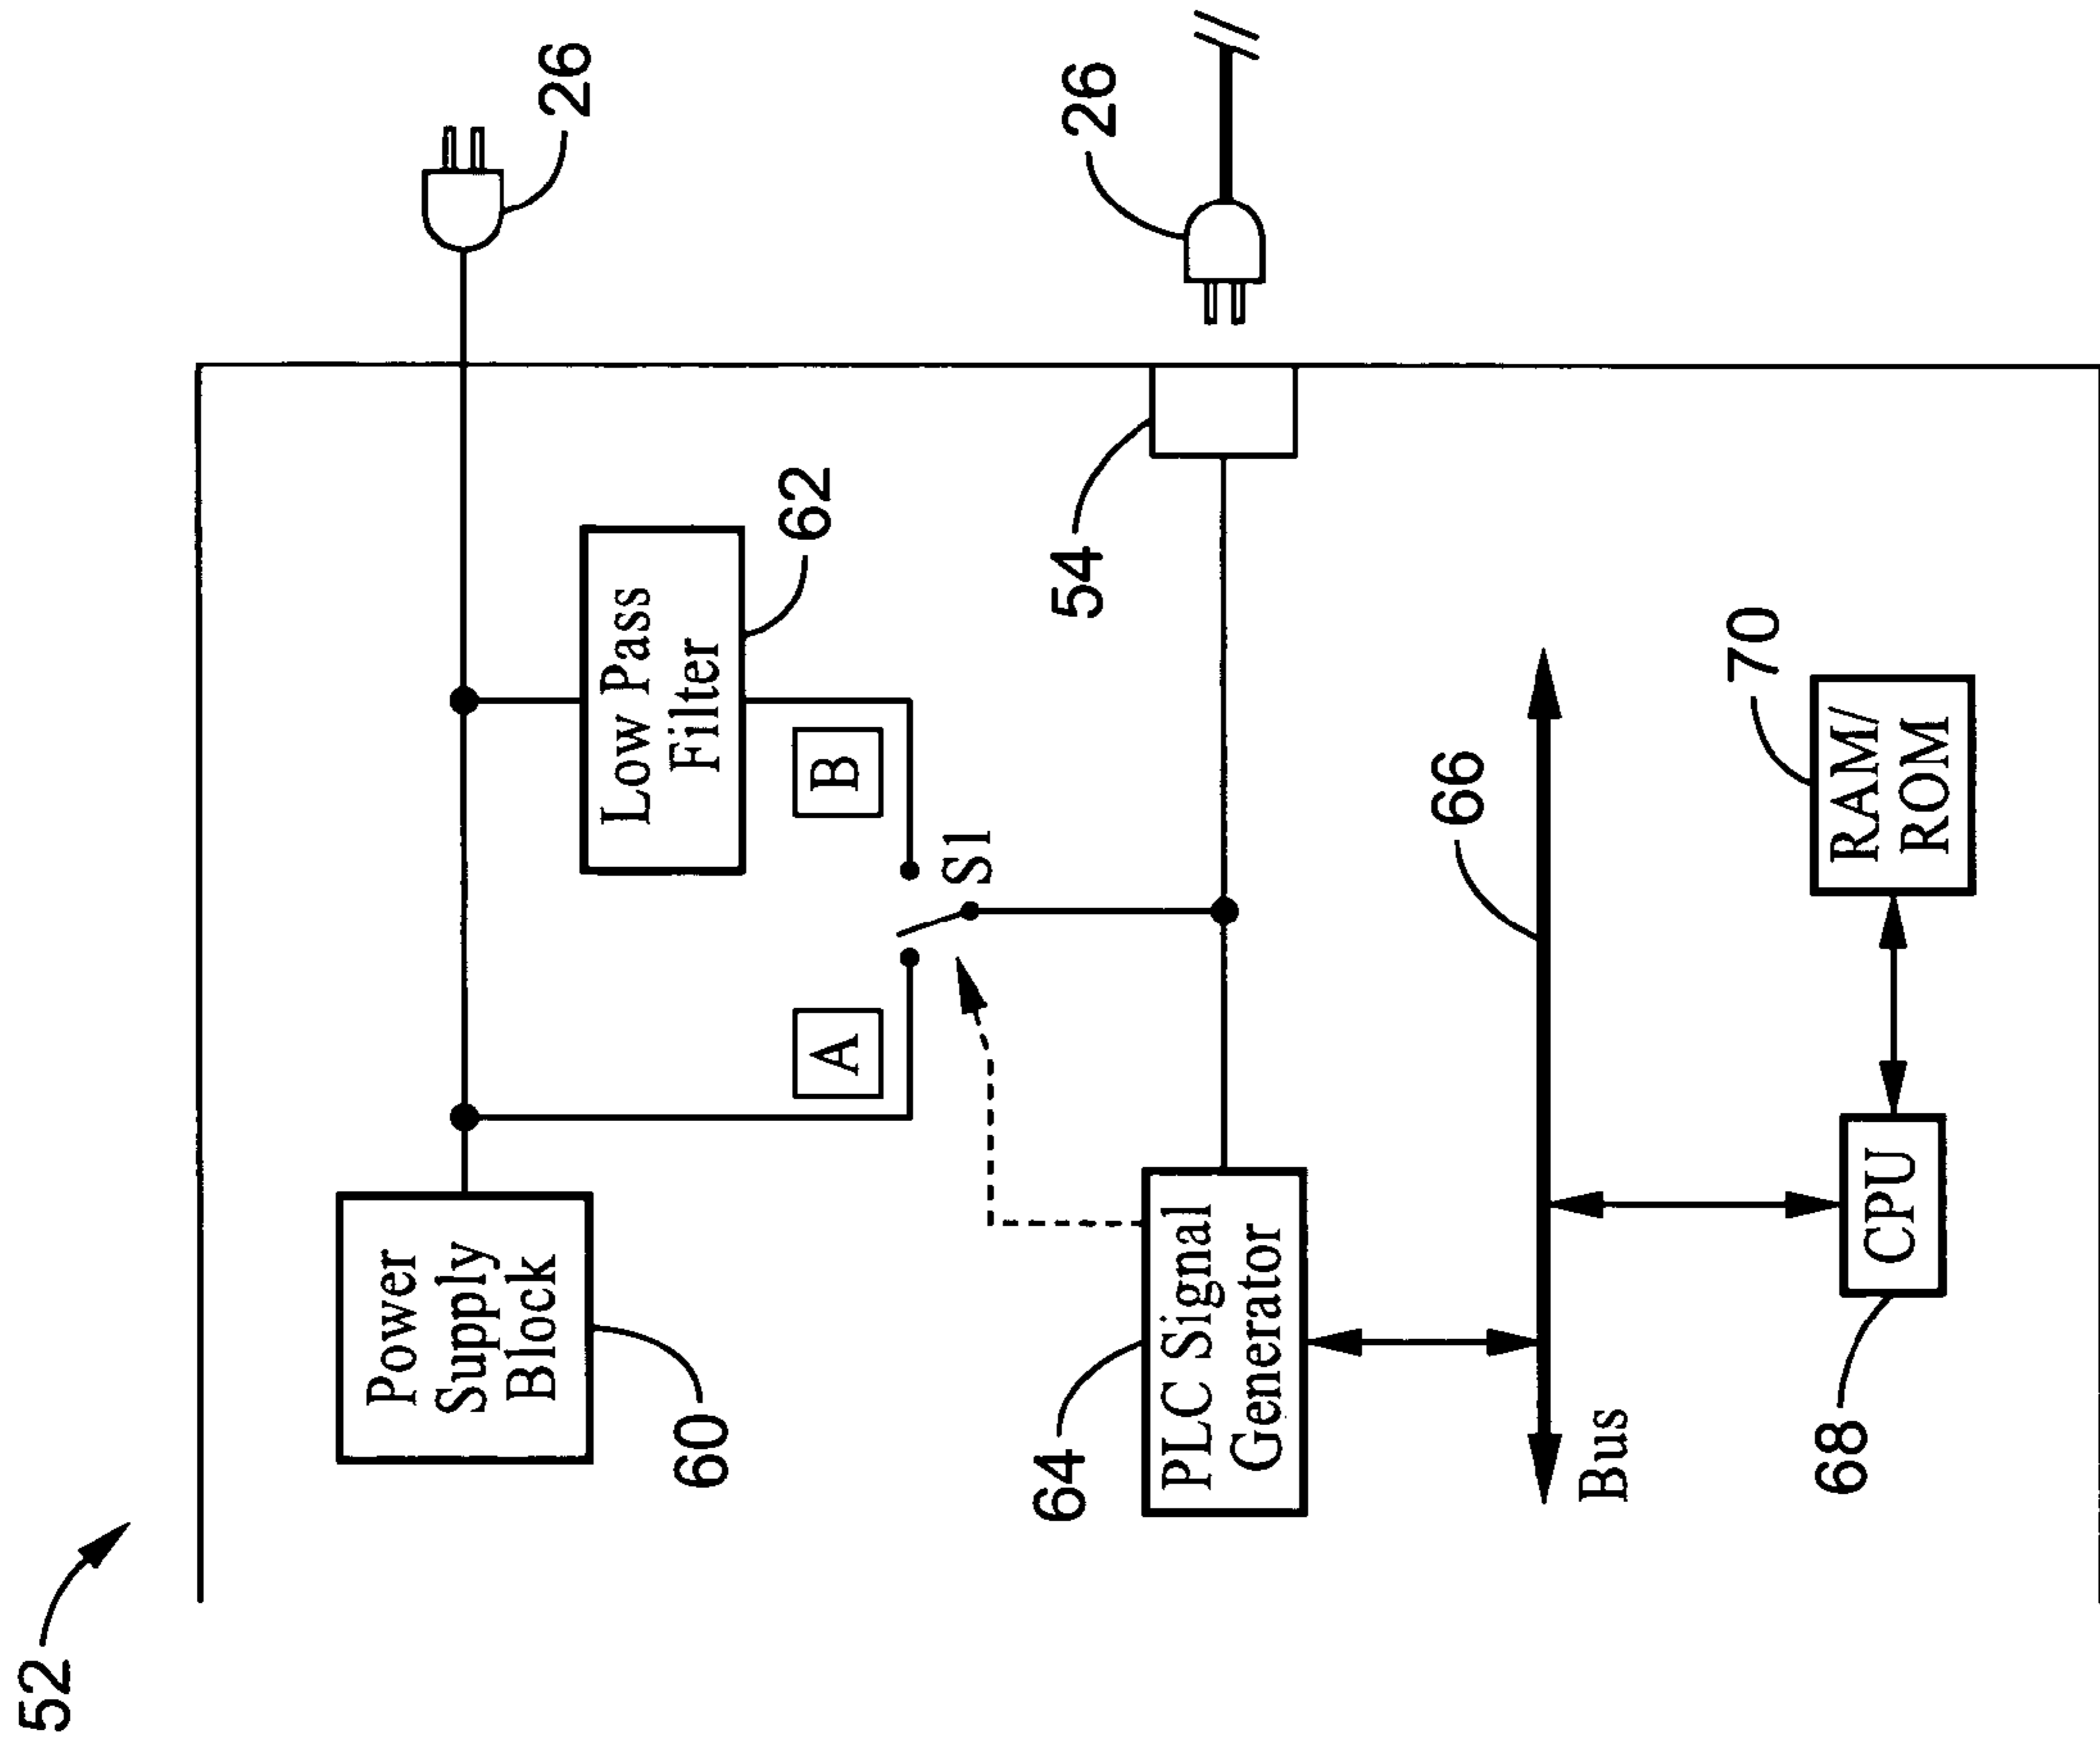 52
Power
Supply
Block
60
26
Low Pass
Filter
62
A
B
S1
26
54
PLC Signal
Generator
64
66
Bus
CPU
68
RAM/
ROM
70